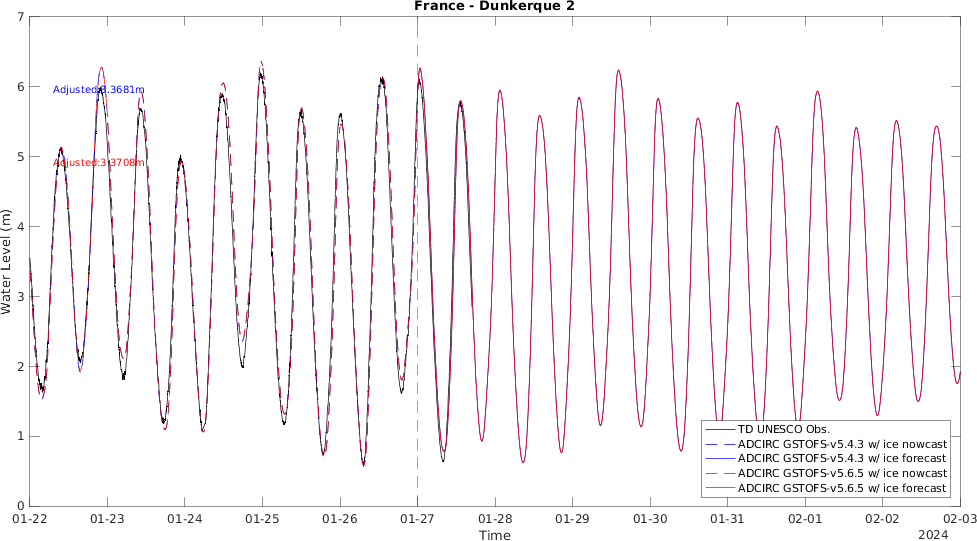 France - Dunkerque 2
7
6
5
4
3
2
1
0
Water Level (m)
Adjusted:3.3681m
Adjusted:3.3708m
TD UNESCO Obs.
ADCIRC GSTOFS-v5.4.3 w/ ice nowcast
ADCIRC GSTOFS-v5.4.3 w/ ice forecast
ADCIRC GSTOFS-v5.6.5 w/ ice nowcast
ADCIRC GSTOFS-v5.6.5 w/ ice forecast
01-22 01-23 01-24 01-25 01-26 01-27 01-28 01-29 01-30 01-31 02-01 02-02 02-03
Time
2024